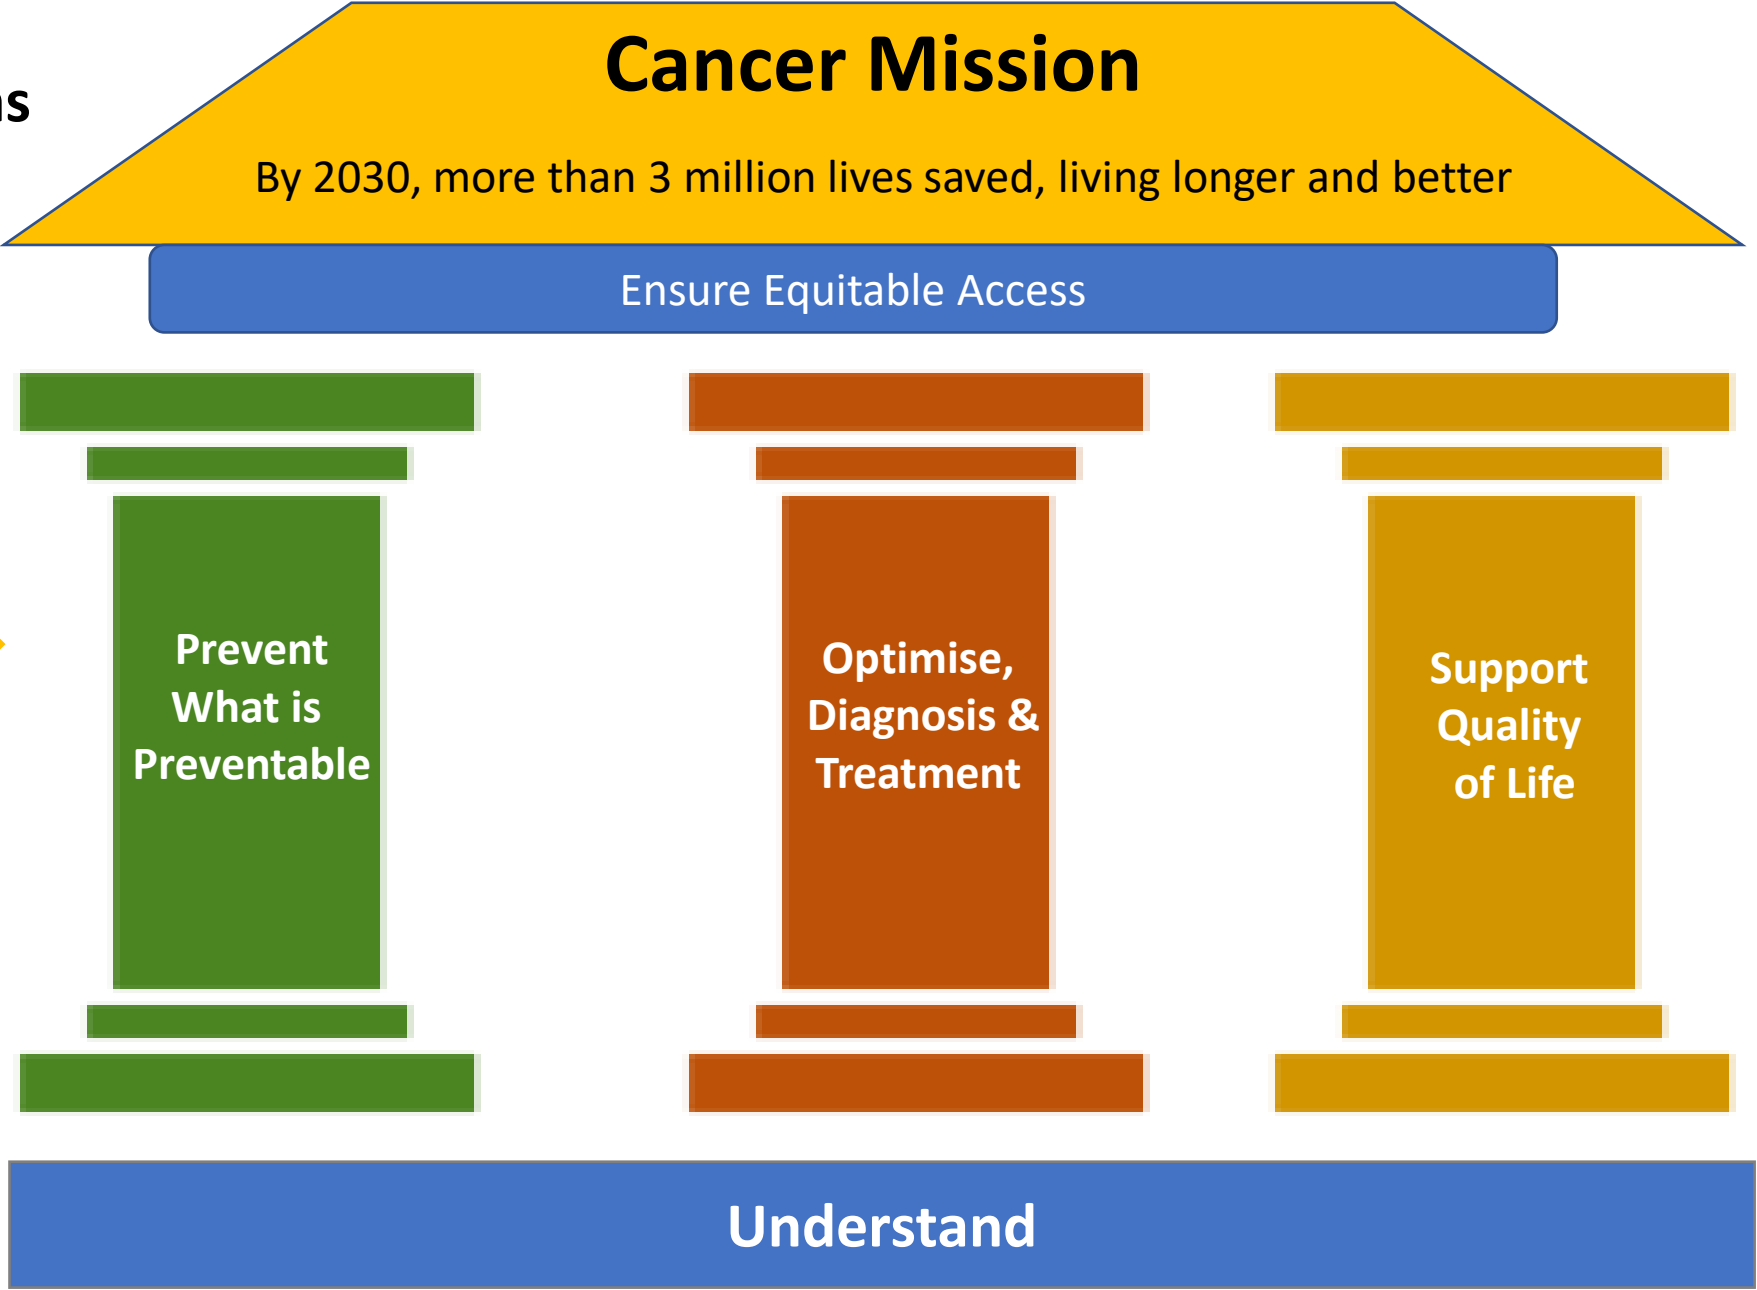 Cancer Mission
By 2030, more than 3 million lives saved, living longer and better
Ensure Equitable Access
Prevent
What is
Preventable
Optimise,
Diagnosis &
Treatment
Support
Quality
of Life
Understand